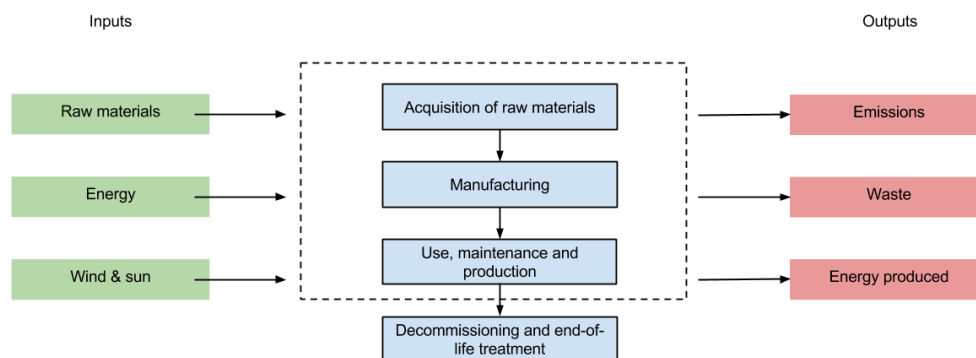 Inputs
Outputs
Raw materials
Acquisition of raw materials
Emissions
Energy
Manufacturing
Waste
Wind & sun
Use, maintenance and
production
Energy produced
Decommissioning and end-of-
life treatment